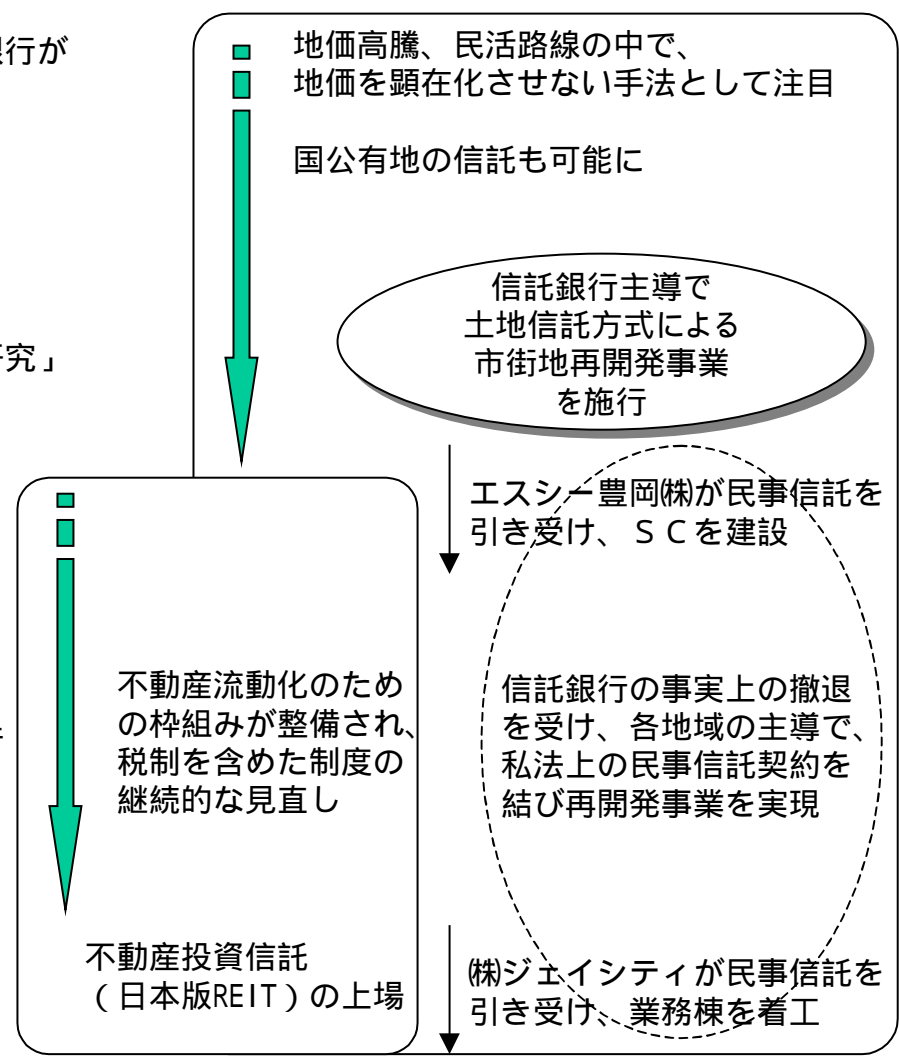 銀行が
地価高騰、民活路線の中で、
地価を顕在化させない手法として注目
国公有地の信託も可能に
信託銀行主導で
土地信託方式による
市街地再開発事業
を施行
究」
エスシー豊岡㈱が民事信託を
引き受け、ＳＣを建設
不動産流動化のため
の枠組みが整備され、
税制を含めた制度の
継続的な見直し
信託銀行の事実上の撤退
を受け、各地域の主導で、
私法上の民事信託契約を
結び再開発事業を実現
不動産投資信託
（日本版REIT）の上場
㈱ジェイシティが民事信託を
引き受け、業務棟を着工